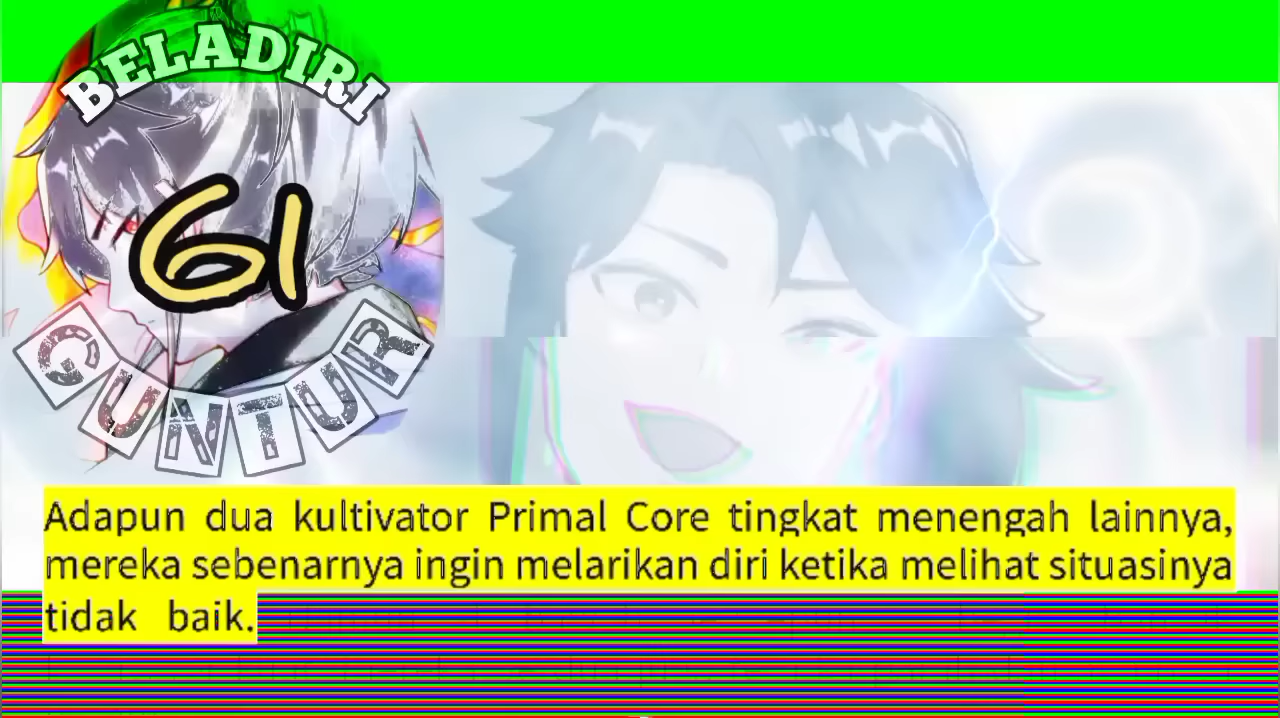 BELADIRI
61
GUNTUR
Adapun dua kultivator Primal Core tingkat menengah lainnya,
mereka sebenarnya ingin melarikan diri ketika melihat situasinya
tidak baik.